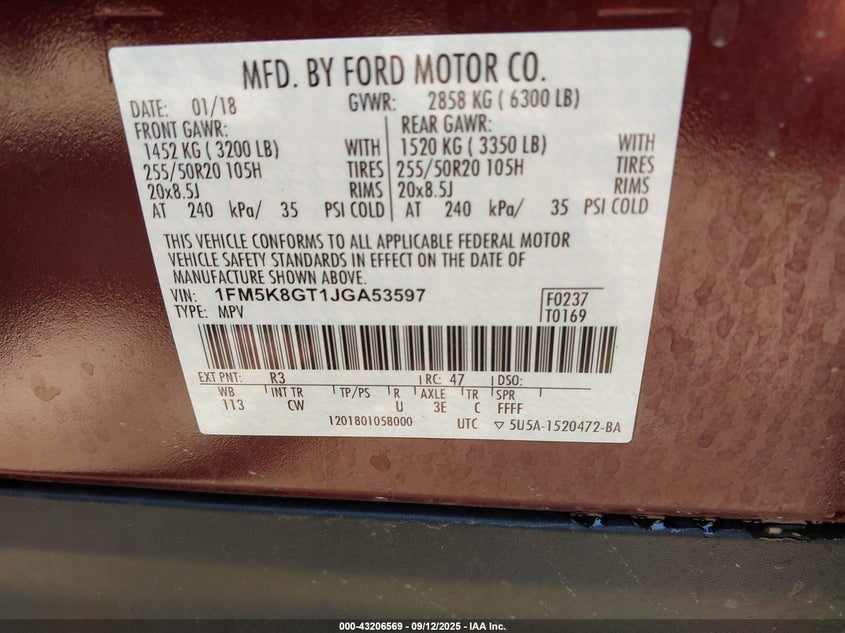 MFD. BY FORD MOTOR CO.
DATE: 01/18 GVWR: 2858 KG ( 6300 LB)
FRONT GAWR: REAR GAWR:
1452 KG ( 3200 LB) WITH 1520 KG ( 3350 LB) WITH
255/50R20 105H TIRES 255/50R20 105H TIRES
20x8.5J RIMS 20x8.5J RIMS
AT 240 kPa/ 35 PSI COLD AT 240 kPa/ 35 PSI COLD
THIS VEHICLE CONFORMS TO ALL APPLICABLE FEDERAL MOTOR
VEHICLE SAFETY STANDARDS IN EFFECT ON THE DATE OF
MANUFACTURE SHOWN ABOVE.
VIN: 1FM5K8GT1JGA53597 F0237
TYPE: MPV T0169
EXT PNT: R3 RC: 47 DSO:
WB INT TR TP/PS R AXLE TR SPR
113 CW U 3E C FFFF
1201801058000 UTC ▽ 5U5A-1520472-BA
000-43206569 - 09/12/2025 - IAA Inc.